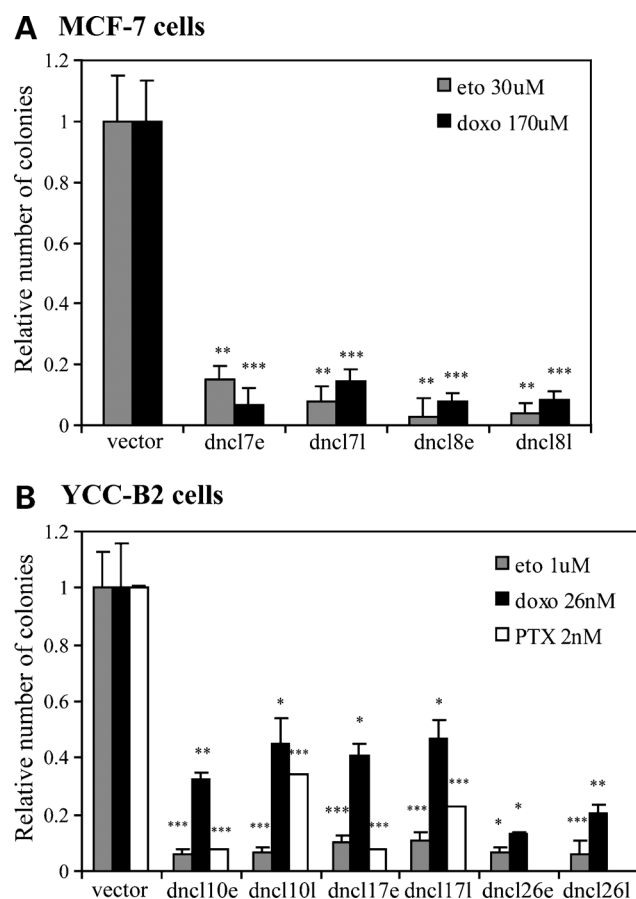 A MCF-7 cells
Relative number of colonies
1.2
1
0.8
0.6
0.4
0.2
0
eto 30uM
doxo 170uM
** *** ** *** ** *** ** ***
vector dncl7e dncl7l dncl8e dncl8l
B YCC-B2 cells
Relative number of colonies
1.2
1
0.8
0.6
0.4
0.2
0
eto 1uM
doxo 26nM
PTX 2nM
*** ** *** *** * *** *** * *** *** * *** * * *** **
vector dncl10e dncl10l dncl17e dncl17l dncl26e dncl26l